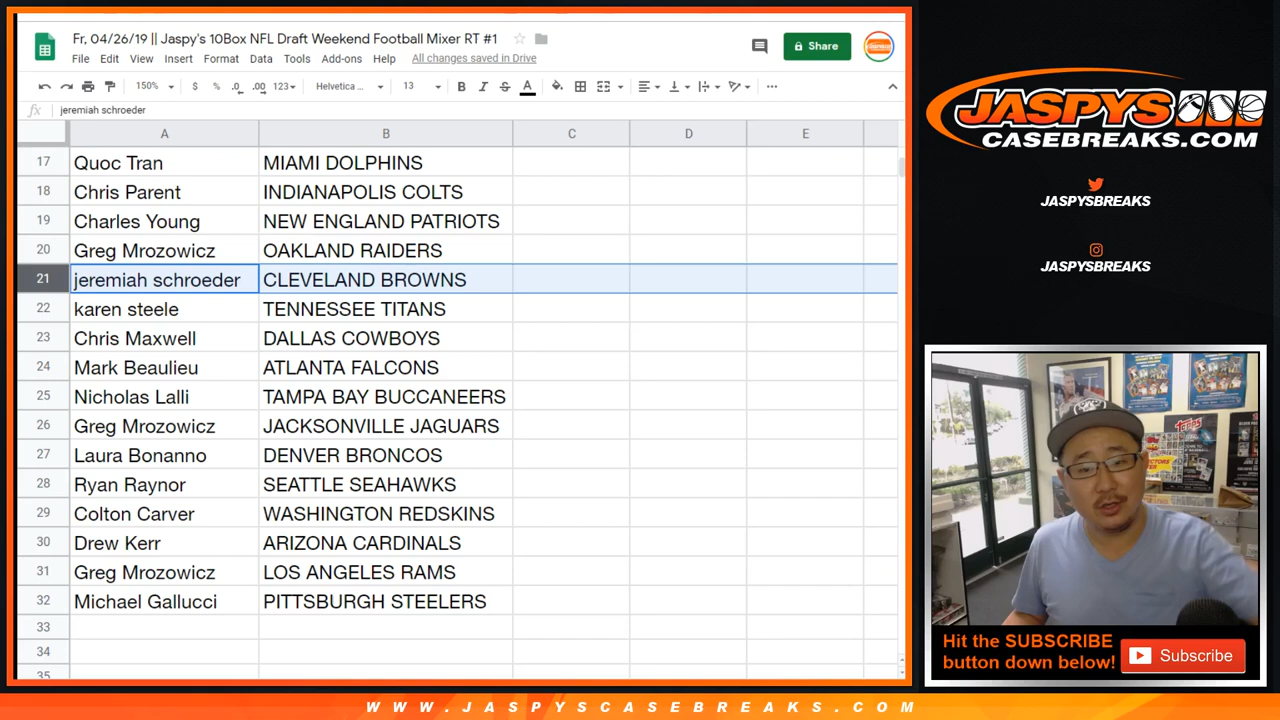 Fr, 04/26/19 || Jaspy's 10Box NFL Draft Weekend Football Mixer RT #1
File Edit View Insert Format Data Tools Add-ons Help All changes saved in Drive
Share
150% $ % .0 .00 123 Helvetica ... 13 B I S A
fx jeremiah schroeder
A B C D E
17 Quoc Tran MIAMI DOLPHINS
18 Chris Parent INDIANAPOLIS COLTS
19 Charles Young NEW ENGLAND PATRIOTS
20 Greg Mrozowicz OAKLAND RAIDERS
21 jeremiah schroeder CLEVELAND BROWNS
22 karen steele TENNESSEE TITANS
23 Chris Maxwell DALLAS COWBOYS
24 Mark Beaulieu ATLANTA FALCONS
25 Nicholas Lalli TAMPA BAY BUCCANEERS
26 Greg Mrozowicz JACKSONVILLE JAGUARS
27 Laura Bonanno DENVER BRONCOS
28 Ryan Raynor SEATTLE SEAHAWKS
29 Colton Carver WASHINGTON REDSKINS
30 Drew Kerr ARIZONA CARDINALS
31 Greg Mrozowicz LOS ANGELES RAMS
32 Michael Gallucci PITTSBURGH STEELERS
33
34
35
JASPYS
CASEBREAKS.COM
JASPYSBREAKS
JASPYSBREAKS
Topps
Hit the SUBSCRIBE
button down below!
Subscribe
WWW.JASPYSCASEBREAKS.COM